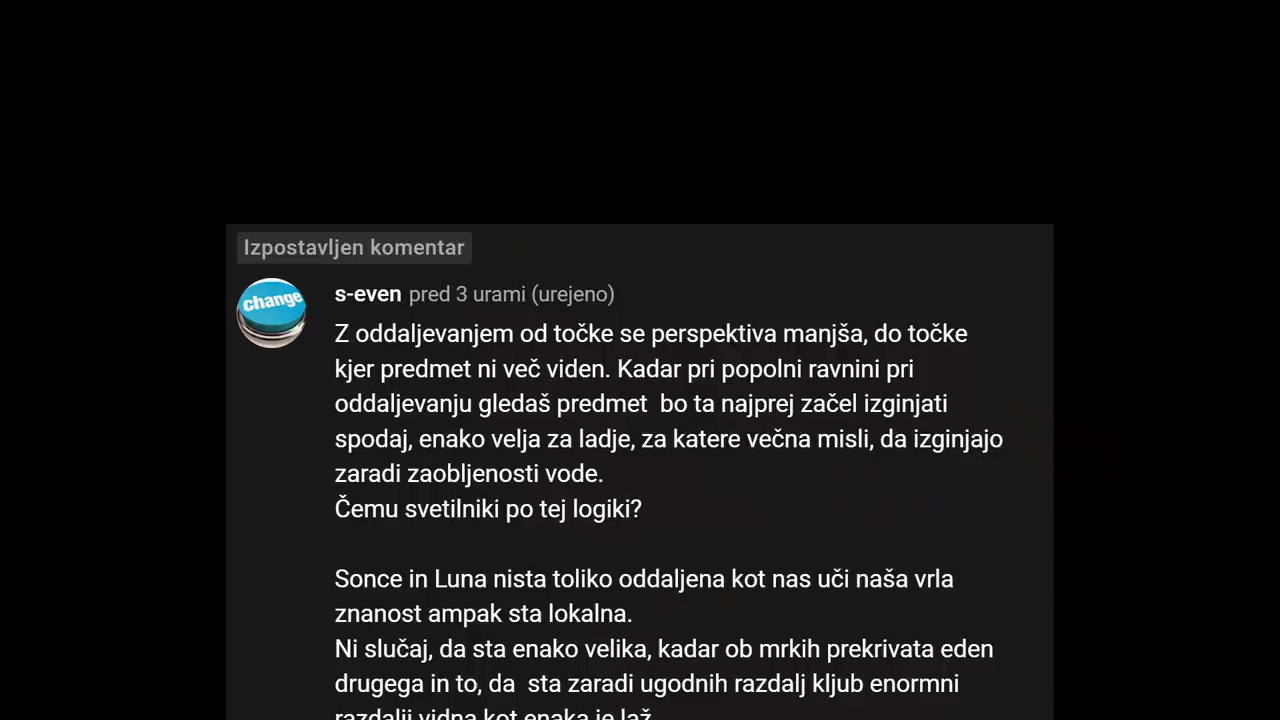 Izpostavljen komentar
change
s-even pred 3 urami (urejeno)
Z oddaljevanjem od točke se perspektiva manjša, do točke
kjer predmet ni več viden. Kadar pri popolni ravnini pri
oddaljevanju gledaš predmet  bo ta najprej začel izginjati
spodaj, enako velja za ladje, za katere večna misli, da izginjajo
zaradi zaobljenosti vode.
Čemu svetilniki po tej logiki?
Sonce in Luna nista toliko oddaljena kot nas uči naša vrla
znanost ampak sta lokalna.
Ni slučaj, da sta enako velika, kadar ob mrkih prekrivata eden
drugega in to, da  sta zaradi ugodnih razdalj kljub enormni
razdalji vidna kot enaka je laž.